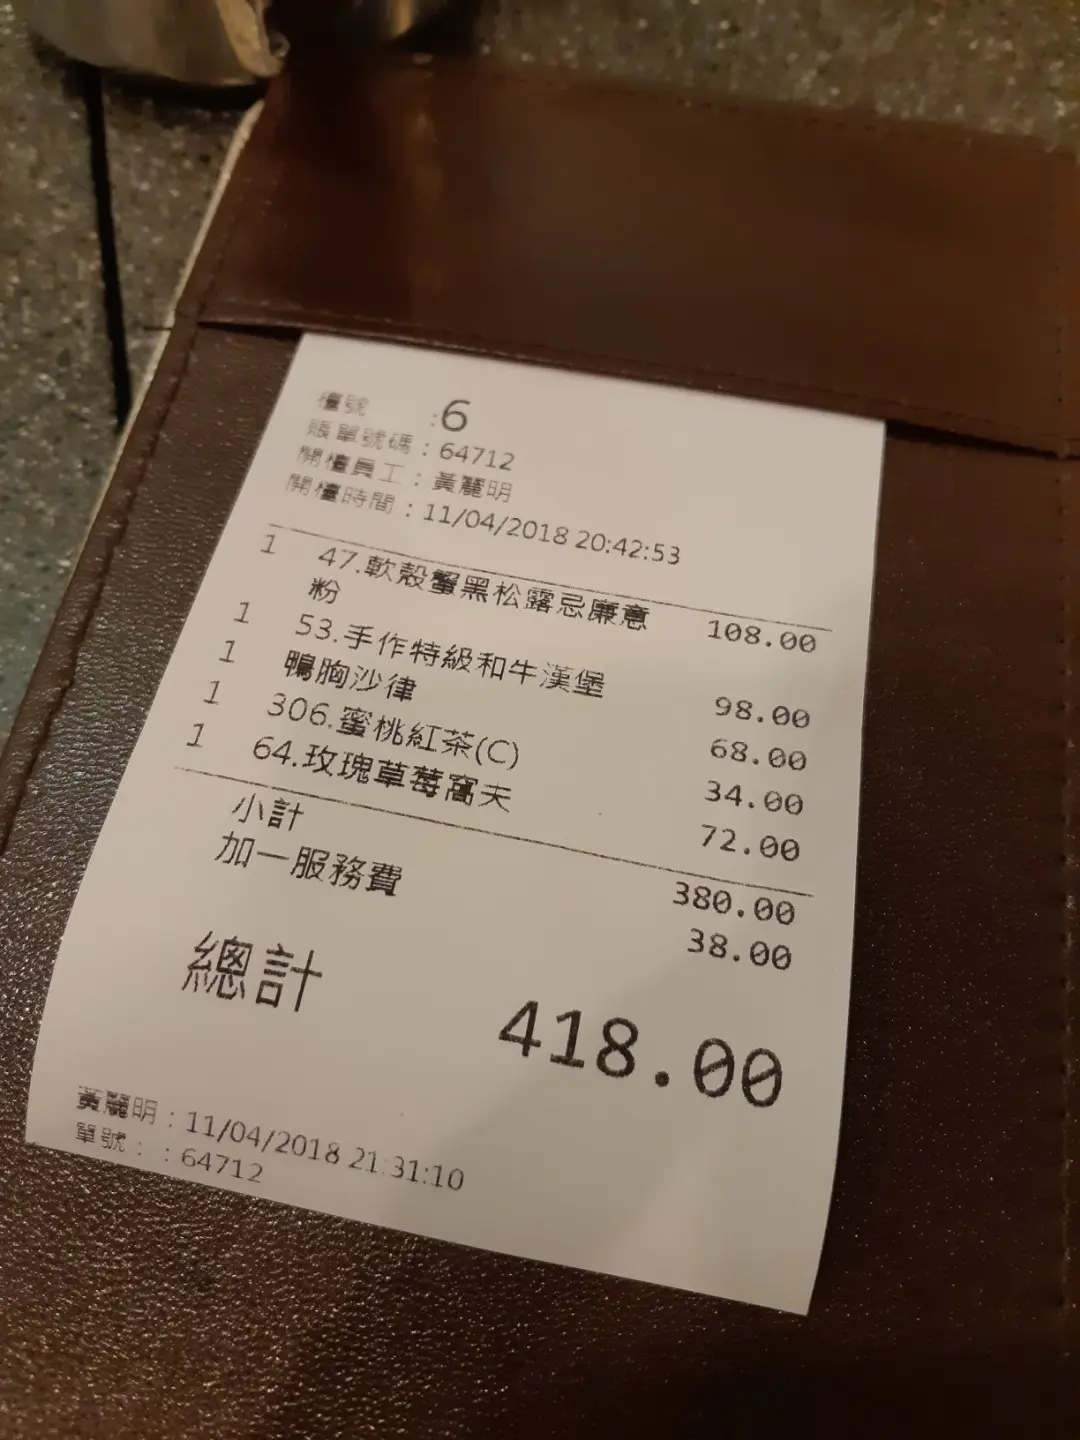 檯號 :6
賬單號碼 : 64712
開檯員工 : 黃麗明
開檯時間 : 11/04/2018 20:42:53
1 47.軟殼蟹黑松露忌廉意 108.00
粉
1 53.手作特級和牛漢堡 98.00
1 鴨胸沙律 68.00
1 306.蜜桃紅茶(C) 34.00
1 64.玫瑰草莓窩夫 72.00
小計 380.00
加一服務費 38.00
總計 418.00
黃麗明 : 11/04/2018 21:31:10
單號 : : 64712